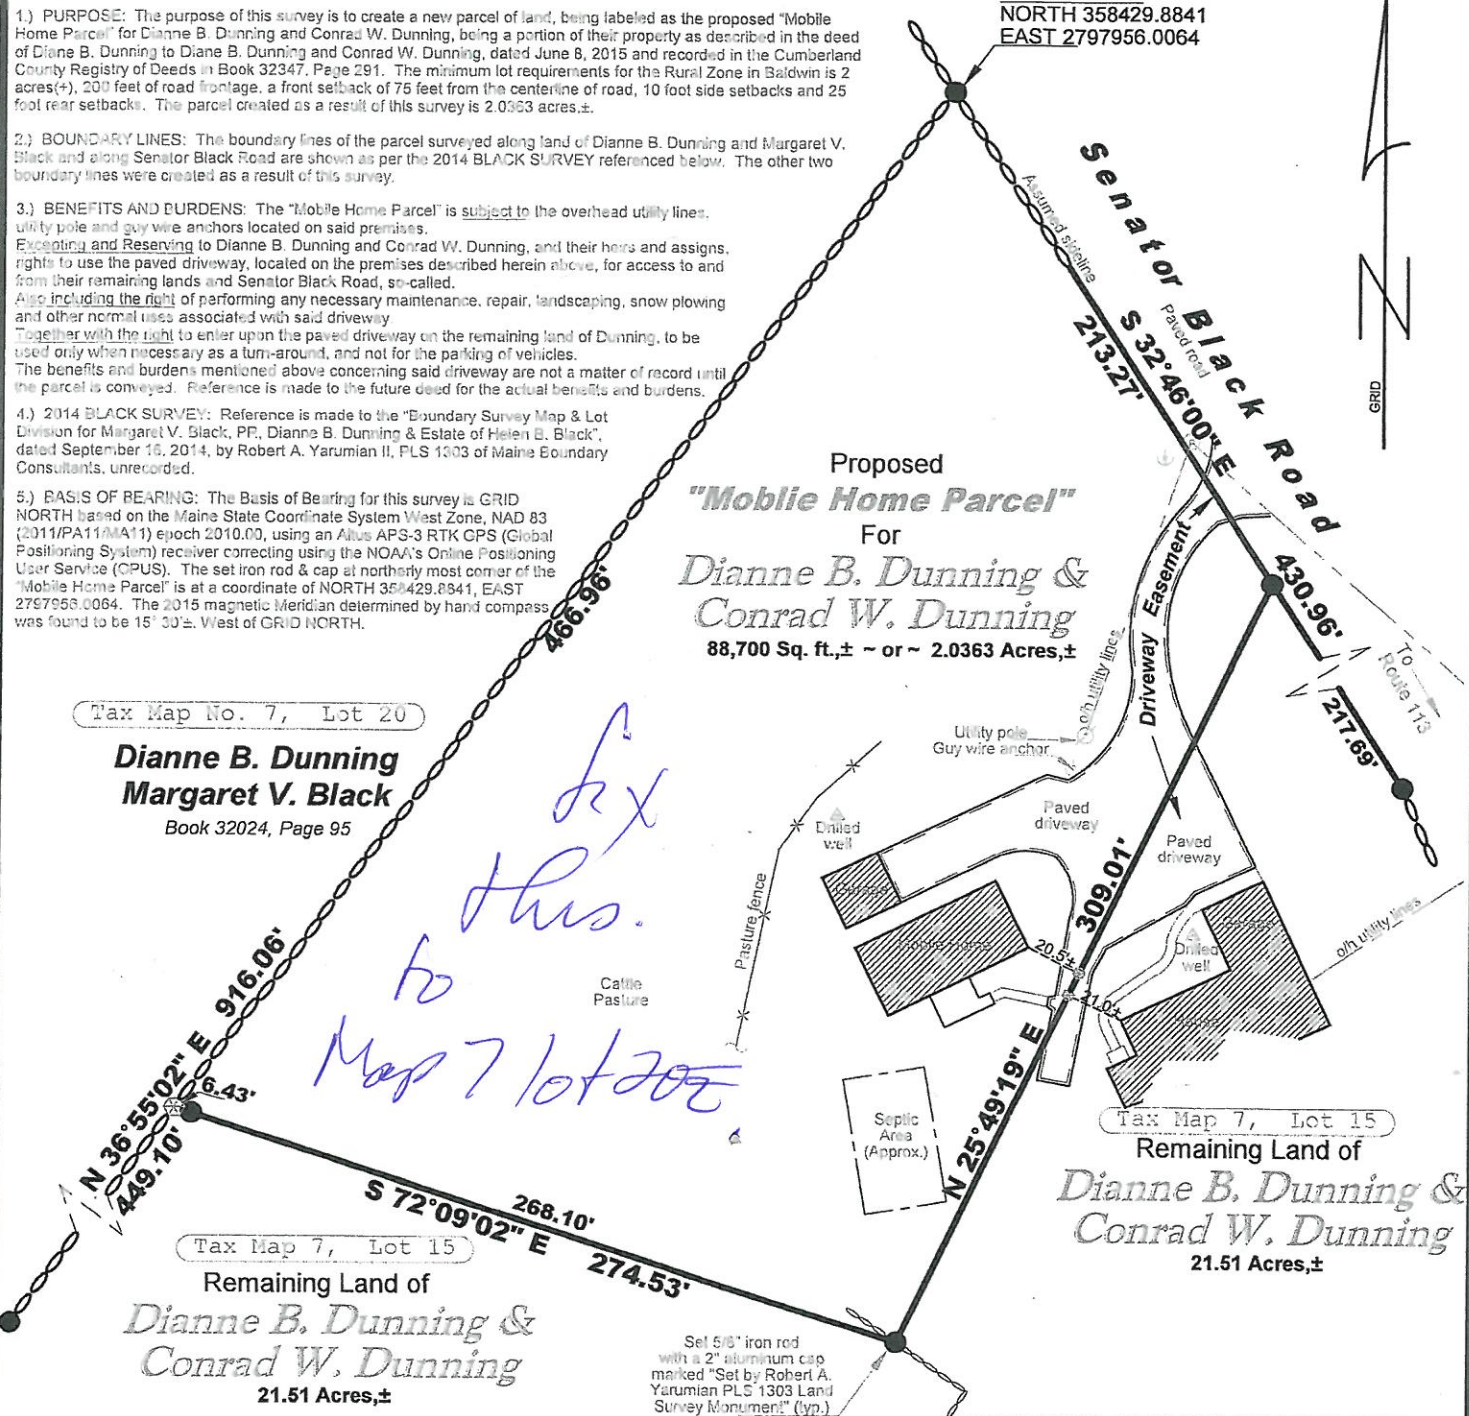 1.) PURPOSE: The purpose of this survey is to create a new parcel of land, being labeled as the proposed "Mobile
Home Parcel" for Dianne B. Dunning and Conrad W. Dunning, being a portion of their property as described in the deed
of Diane B. Dunning to Diane B. Dunning and Conrad W. Dunning, dated June 8, 2015 and recorded in the Cumberland
County Registry of Deeds in Book 32347, Page 291. The minimum lot requirements for the Rural Zone in Baldwin is 2
acres(+), 200 feet of road frontage, a front setback of 75 feet from the centerline of road, 10 foot side setbacks and 25
foot rear setbacks. The parcel created as a result of this survey is 2.0363 acres,±.
2.) BOUNDARY LINES: The boundary lines of the parcel surveyed along land of Dianne B. Dunning and Margaret V.
Black and along Senator Black Road are shown as per the 2014 BLACK SURVEY referenced below. The other two
boundary lines were created as a result of this survey.
3.) BENEFITS AND BURDENS: The "Mobile Home Parcel" is subject to the overhead utility lines,
utility pole and guy wire anchors located on said premises.
Excepting and Reserving to Dianne B. Dunning and Conrad W. Dunning, and their heirs and assigns,
rights to use the paved driveway, located on the premises described herein above, for access to and
from their remaining lands and Senator Black Road, so-called.
Also including the right of performing any necessary maintenance, repair, landscaping, snow plowing
and other normal uses associated with said driveway
Together with the right to enter upon the paved driveway on the remaining land of Dunning, to be
used only when necessary as a turn-around, and not for the parking of vehicles.
The benefits and burdens mentioned above concerning said driveway are not a matter of record until
the parcel is conveyed. Reference is made to the future deed for the actual benefits and burdens.
4.) 2014 BLACK SURVEY: Reference is made to the "Boundary Survey Map & Lot
Division for Margaret V. Black, PR, Dianne B. Dunning & Estate of Helen B. Black",
dated September 16, 2014, by Robert A. Yarumian II, PLS 1303 of Maine Boundary
Consultants, unrecorded.
5.) BASIS OF BEARING: The Basis of Bearing for this survey is GRID
NORTH based on the Maine State Coordinate System West Zone, NAD 83
(2011/PA11/MA11) epoch 2010.00, using an Altus APS-3 RTK GPS (Global
Positioning System) receiver correcting using the NOAA's Online Positioning
User Service (OPUS). The set iron rod & cap at northerly most corner of the
"Mobile Home Parcel" is at a coordinate of NORTH 358429.8841, EAST
2797956.0064. The 2015 magnetic Meridian determined by hand compass
was found to be 15° 30'±, West of GRID NORTH.
NORTH 358429.8841
EAST 2797956.0064
Senator Black Road
Paved road
Assumed sideline
S 32°46'00" E
213.27'
430.96'
217.69'
To
Route 113
GRID
N
Proposed
"Moblie Home Parcel"
For
Dianne B. Dunning &
Conrad W. Dunning
88,700 Sq. ft.,± ~ or ~ 2.0363 Acres,±
466.96'
Tax Map No. 7, Lot 20
Dianne B. Dunning
Margaret V. Black
Book 32024, Page 95
this.
to
Map 7 lot
Driveway Easement
o/h utility lines
Utility pole
Guy wire anchor
Paved
driveway
Paved
driveway
Drilled
well
Pasture fence
Cattle
Pasture
Garage
Mobile Home
20.5'±
21.0'±
309.01'
N 25°49'19" E
Drilled
well
Garage
House
o/h utility lines
Septic
Area
(Approx.)
916.06'
N 36°55'02" E
449.10'
6.43'
268.10'
S 72°09'02" E
274.53'
Tax Map 7, Lot 15
Remaining Land of
Dianne B. Dunning &
Conrad W. Dunning
21.51 Acres,±
Tax Map 7, Lot 15
Remaining Land of
Dianne B. Dunning &
Conrad W. Dunning
21.51 Acres,±
Set 5/8" iron rod
with a 2" aluminum cap
marked "Set by Robert A.
Yarumian PLS 1303 Land
Survey Monument" (typ.)